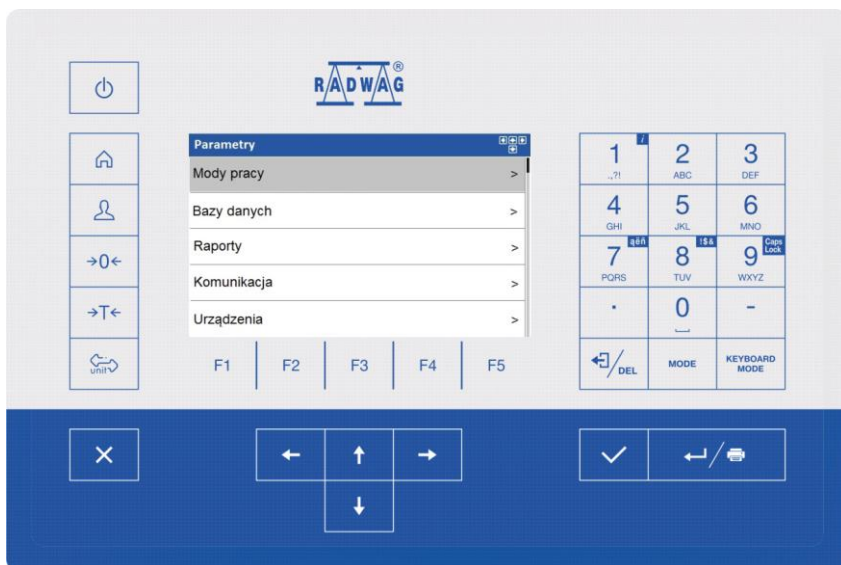 RADWAG®
Parametry
Mody pracy >
Bazy danych >
Raporty >
Komunikacja >
Urządzenia >
→0←
→T←
unit
F1 F2 F3 F4 F5
1 i
.,?!
2
ABC
3
DEF
4
GHI
5
JKL
6
MNO
7 ąëñ
PQRS
8 !$&
TUV
9 Caps Lock
WXYZ
.
0
-
/DEL
MODE
KEYBOARD
MODE